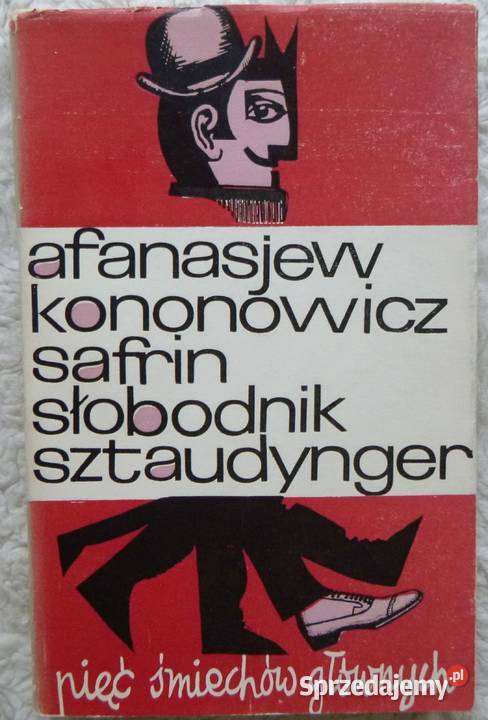 afanasjew
kononowicz
safrin
słobodnik
sztaudynger
pięć śmiechów głównych
Sprzedajemy.pl